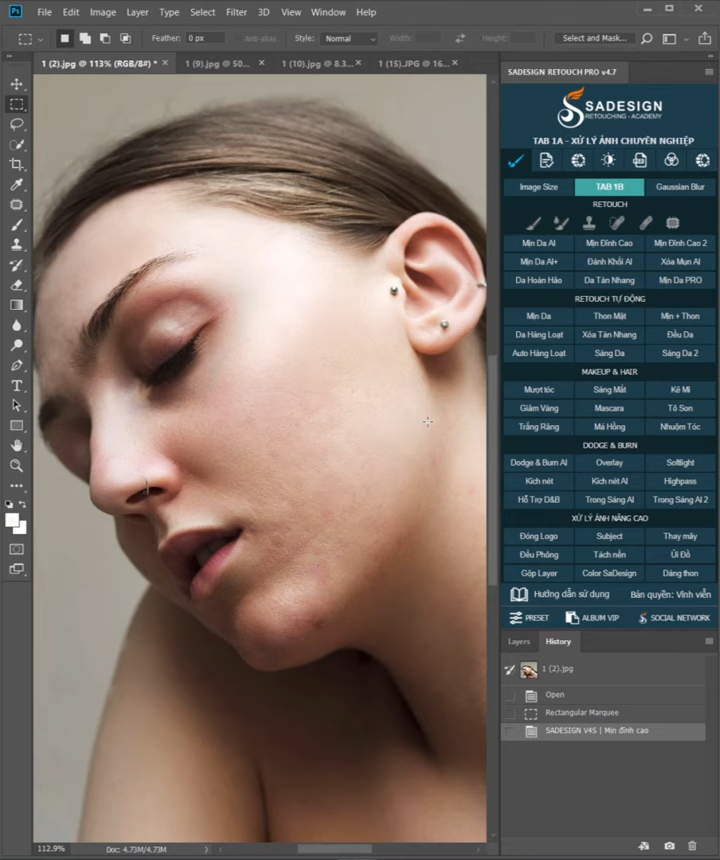 Ps File Edit Image Layer Type Select Filter 3D View Window Help
Feather: 0 px Anti-alias Style: Normal Width: Height: Select and Mask...
1 (2).jpg @ 113% (RGB/8#) * × 1 (9).jpg @ 50... × 1 (10).jpg @ 8.3... × 1 (15).JPG @ 16... ×
SADESIGN RETOUCH PRO v4.7
SADESIGN
RETOUCHING - ACADEMY
TAB 1A - XỬ LÝ ẢNH CHUYÊN NGHIỆP
Image Size TAB 1B Gaussian Blur
RETOUCH
Mịn Da AI Mịn Đỉnh Cao Mịn Đỉnh Cao 2
Mịn Da AI+ Đánh Khối AI Xóa Mụn AI
Da Hoàn Hảo Da Tàn Nhang Mịn Da PRO
RETOUCH TỰ ĐỘNG
Mịn Da Thon Mặt Mịn + Thon
Da Hàng Loạt Xóa Tàn Nhang Đều Da
Auto Hàng Loạt Sáng Da Sáng Da 2
MAKEUP & HAIR
Mượt tóc Sáng Mắt Kẻ Mi
Giảm Vàng Mascara Tô Son
Trắng Răng Má Hồng Nhuộm Tóc
DODGE & BURN
Dodge & Burn AI Overlay Softlight
Kích nét Kích nét AI Highpass
Hỗ Trợ D&B Trong Sáng AI Trong Sáng AI 2
XỬ LÝ ẢNH NÂNG CAO
Đóng Logo Subject Thay mây
Đều Phông Tách nền Ủi Đồ
Gộp Layer Color SaDesign Dáng thon
Hướng dẫn sử dụng Bản quyền: Vĩnh viễn
PRESET ALBUM VIP SOCIAL NETWORK
Layers History
1 (2).jpg
Open
Rectangular Marquee
SADESIGN V4S | Mịn đỉnh cao
112.9% Doc: 4.73M/4.73M